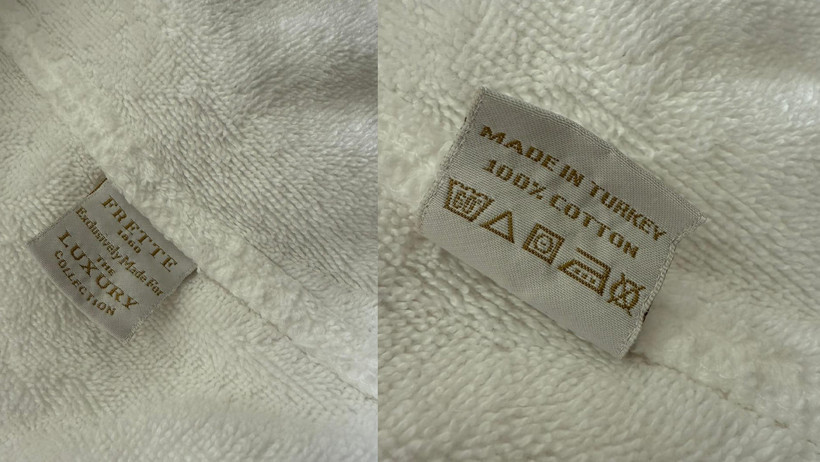 FRETTE
1860
Exclusively Made For
THE
LUXURY
COLLECTION
MADE IN TURKEY
100% COTTON